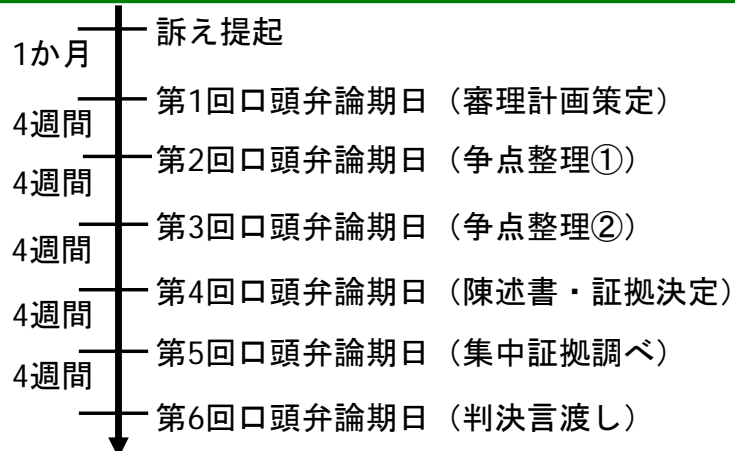 訴え提起
1か月
第1回口頭弁論期日（審理計画策定）
4週間
第2回口頭弁論期日（争点整理①）
4週間
第3回口頭弁論期日（争点整理②）
4週間
第4回口頭弁論期日（陳述書・証拠決定）
4週間
第5回口頭弁論期日（集中証拠調べ）
4週間
第6回口頭弁論期日（判決言渡し）